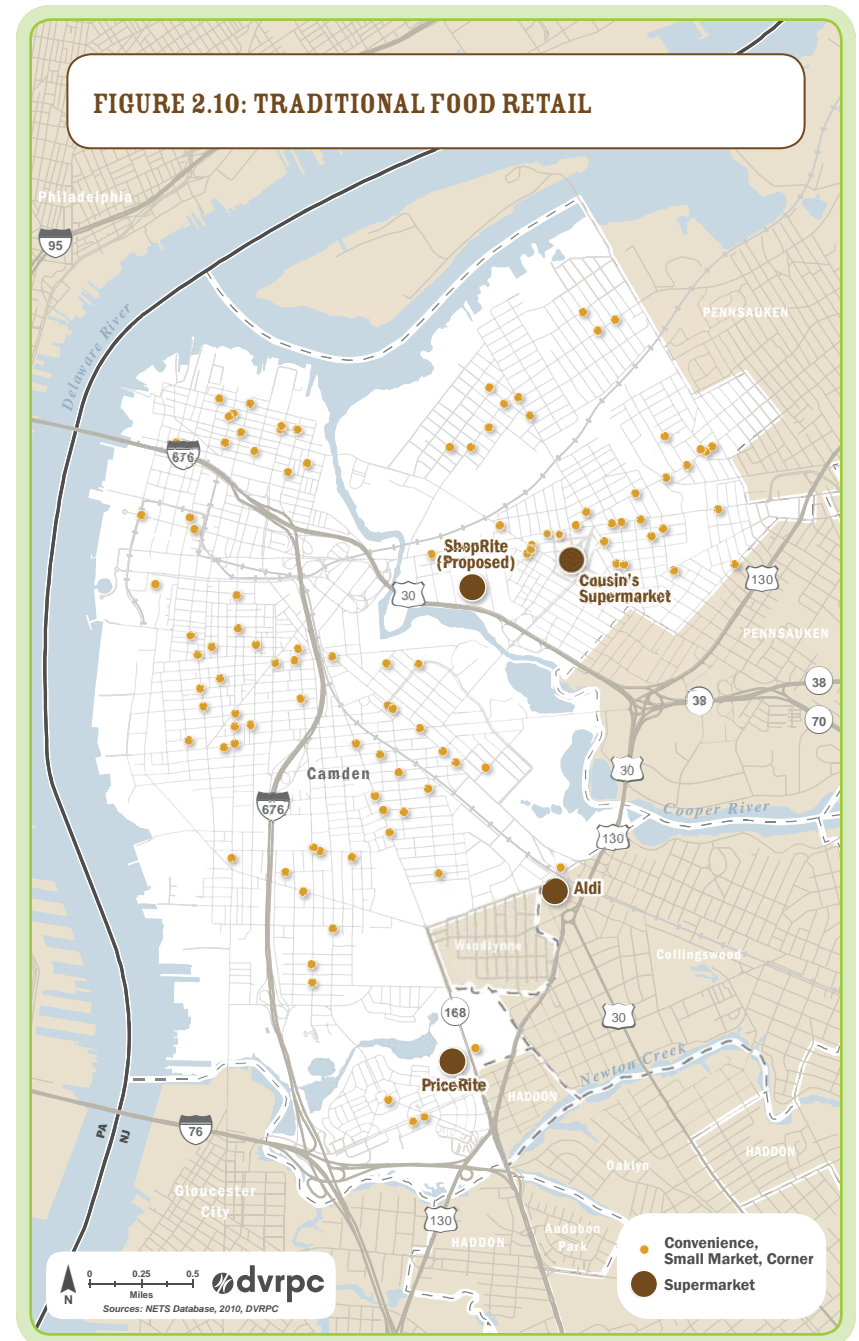 FIGURE 2.10: TRADITIONAL FOOD RETAIL
Philadelphia
95
Delaware River
PENNSAUKEN
676
ShopRite
(Proposed)
Cousin's
Supermarket
30
130
PENNSAUKEN
38
38
70
Camden
30
676
Cooper River
130
Aldi
Woodlynne
Collingswood
168
30
Newton Creek
PriceRite
HADDON
PA
NJ
76
HADDON
Oaklyn
Gloucester
City
130
HADDON
Audubon
Park
Convenience,
Small Market, Corner
Supermarket
N
0 0.25 0.5
Miles
dvrpc
Sources: NETS Database, 2010, DVRPC